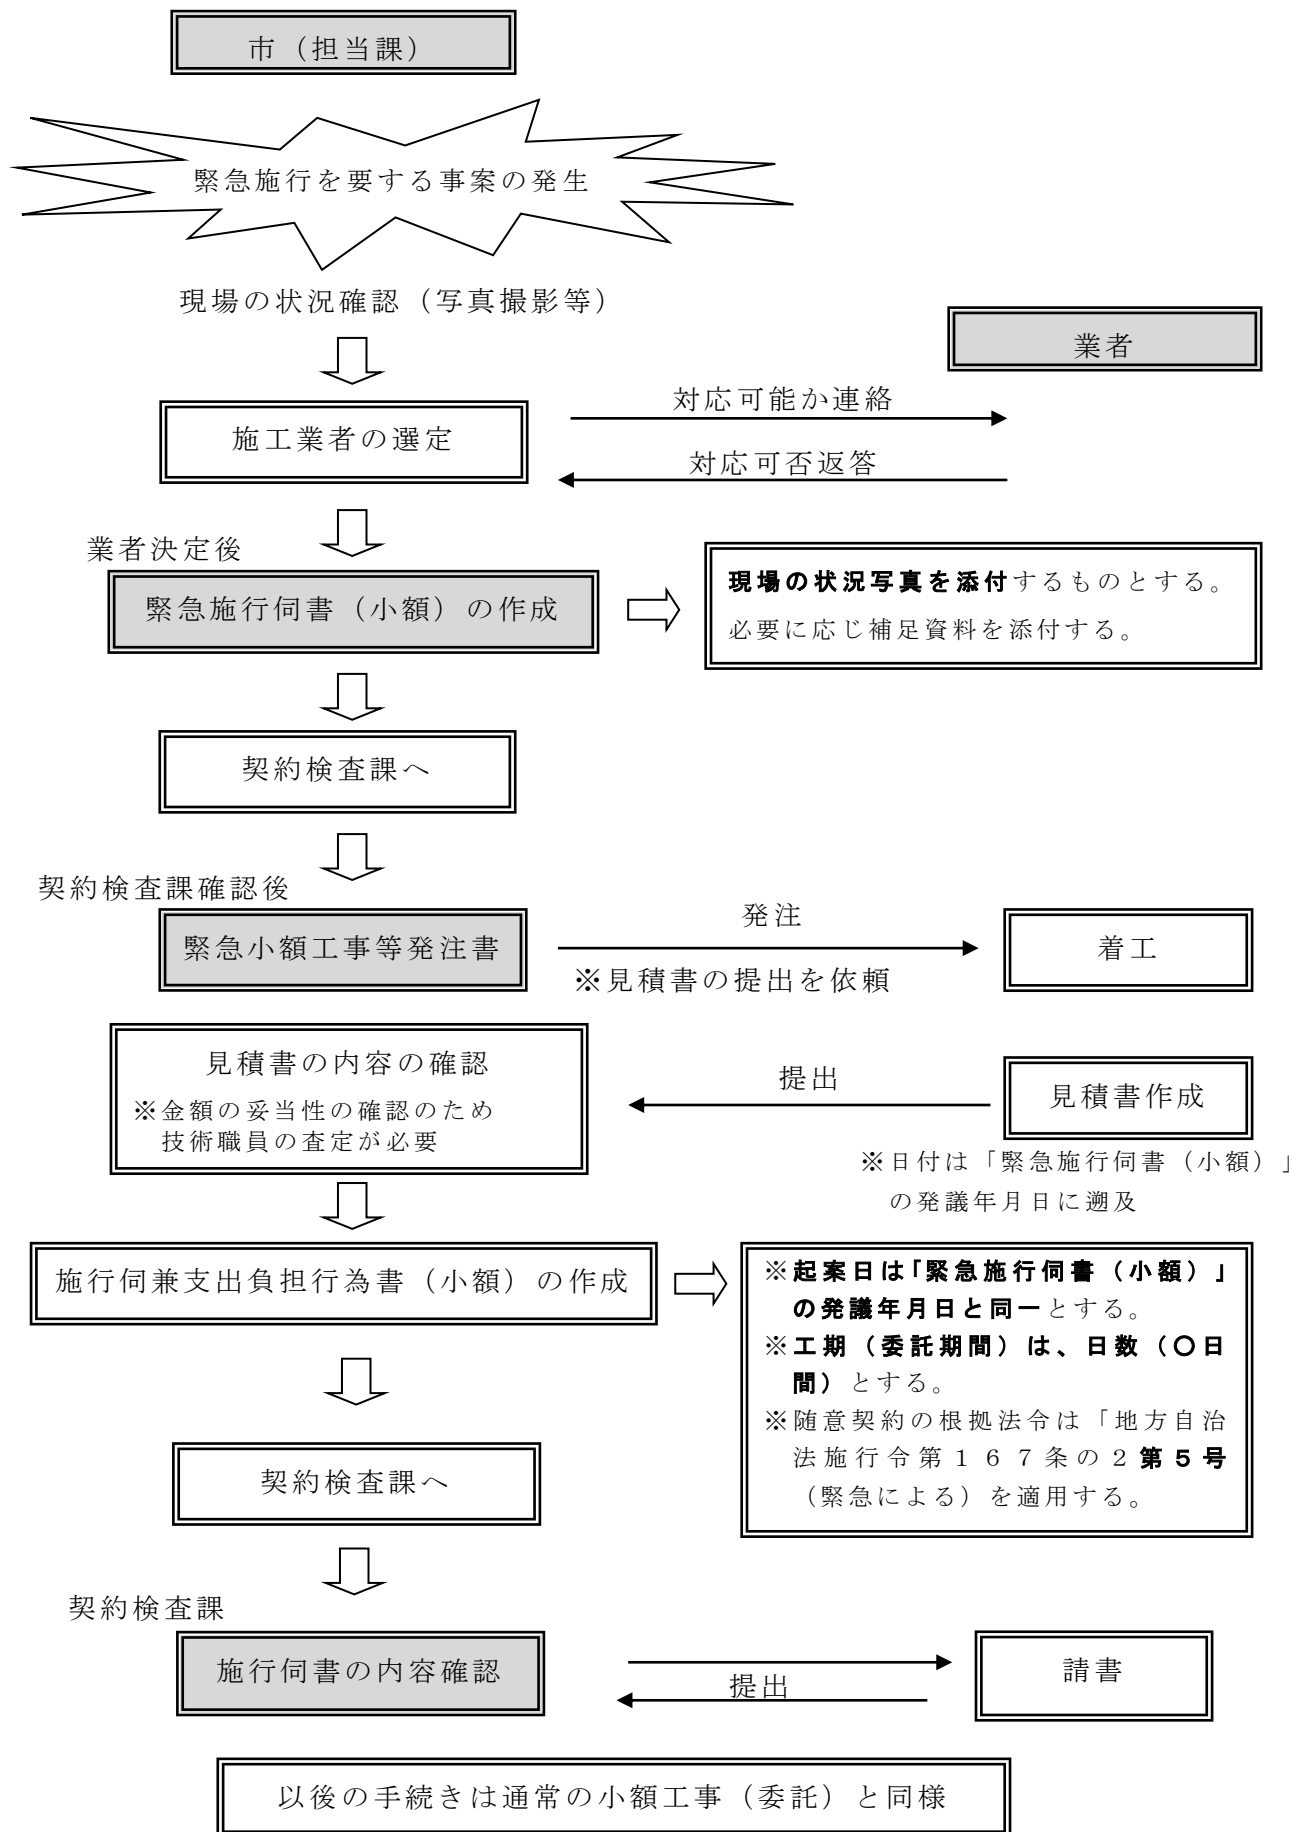 市（担当課）
緊急施行を要する事案の発生
現場の状況確認（写真撮影等）
業者
施工業者の選定
対応可能か連絡
対応可否返答
業者決定後
緊急施行伺書（小額）の作成
現場の状況写真を添付するものとする。
必要に応じ補足資料を添付する。
契約検査課へ
契約検査課確認後
緊急小額工事等発注書
発注
※見積書の提出を依頼
着工
見積書の内容の確認
※金額の妥当性の確認のため
技術職員の査定が必要
提出
見積書作成
※日付は「緊急施行伺書（小額）」
の発議年月日に遡及
施行伺兼支出負担行為書（小額）の作成
※起案日は「緊急施行伺書（小額）」
の発議年月日と同一とする。
※工期（委託期間）は、日数（〇日
間）とする。
※随意契約の根拠法令は「地方自治
法施行令第１６７条の２第５号
（緊急による）を適用する。
契約検査課へ
契約検査課
施行伺書の内容確認
提出
請書
以後の手続きは通常の小額工事（委託）と同様